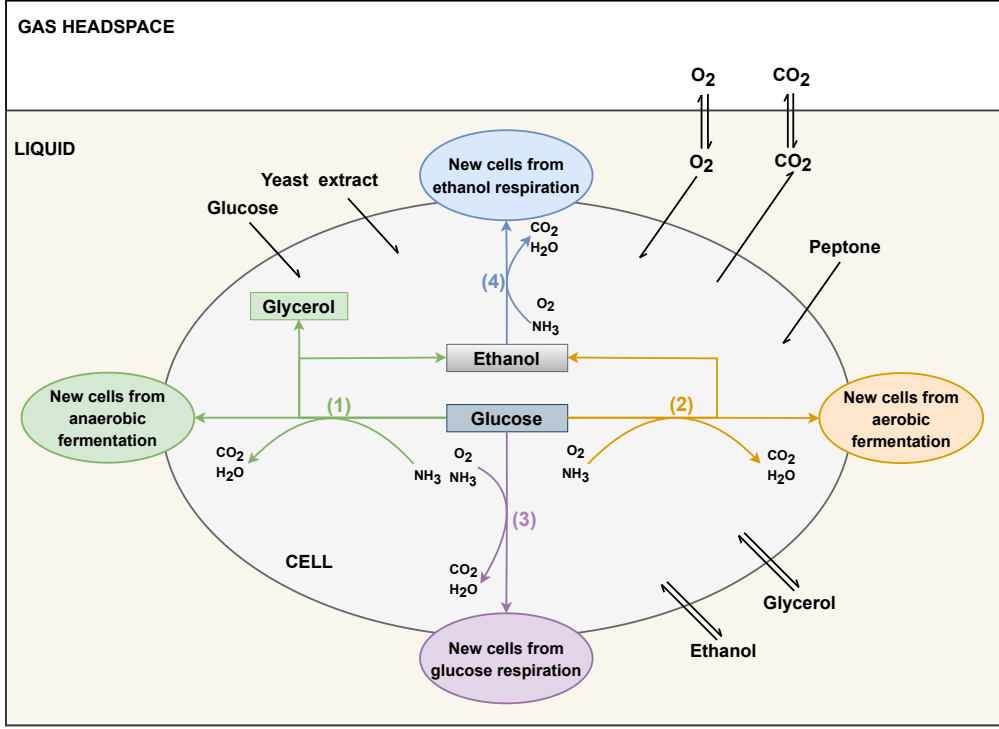 GAS HEADSPACE
O2
CO2
LIQUID
O2
CO2
New cells from
ethanol respiration
Yeast extract
Glucose
CO2
H2O
Peptone
(4)
O2
NH3
Glycerol
Ethanol
New cells from
anaerobic
fermentation
(1)
Glucose
(2)
New cells from
aerobic
fermentation
CO2
H2O
NH3
O2
NH3
O2
NH3
CO2
H2O
(3)
CELL
CO2
H2O
Glycerol
Ethanol
New cells from
glucose respiration